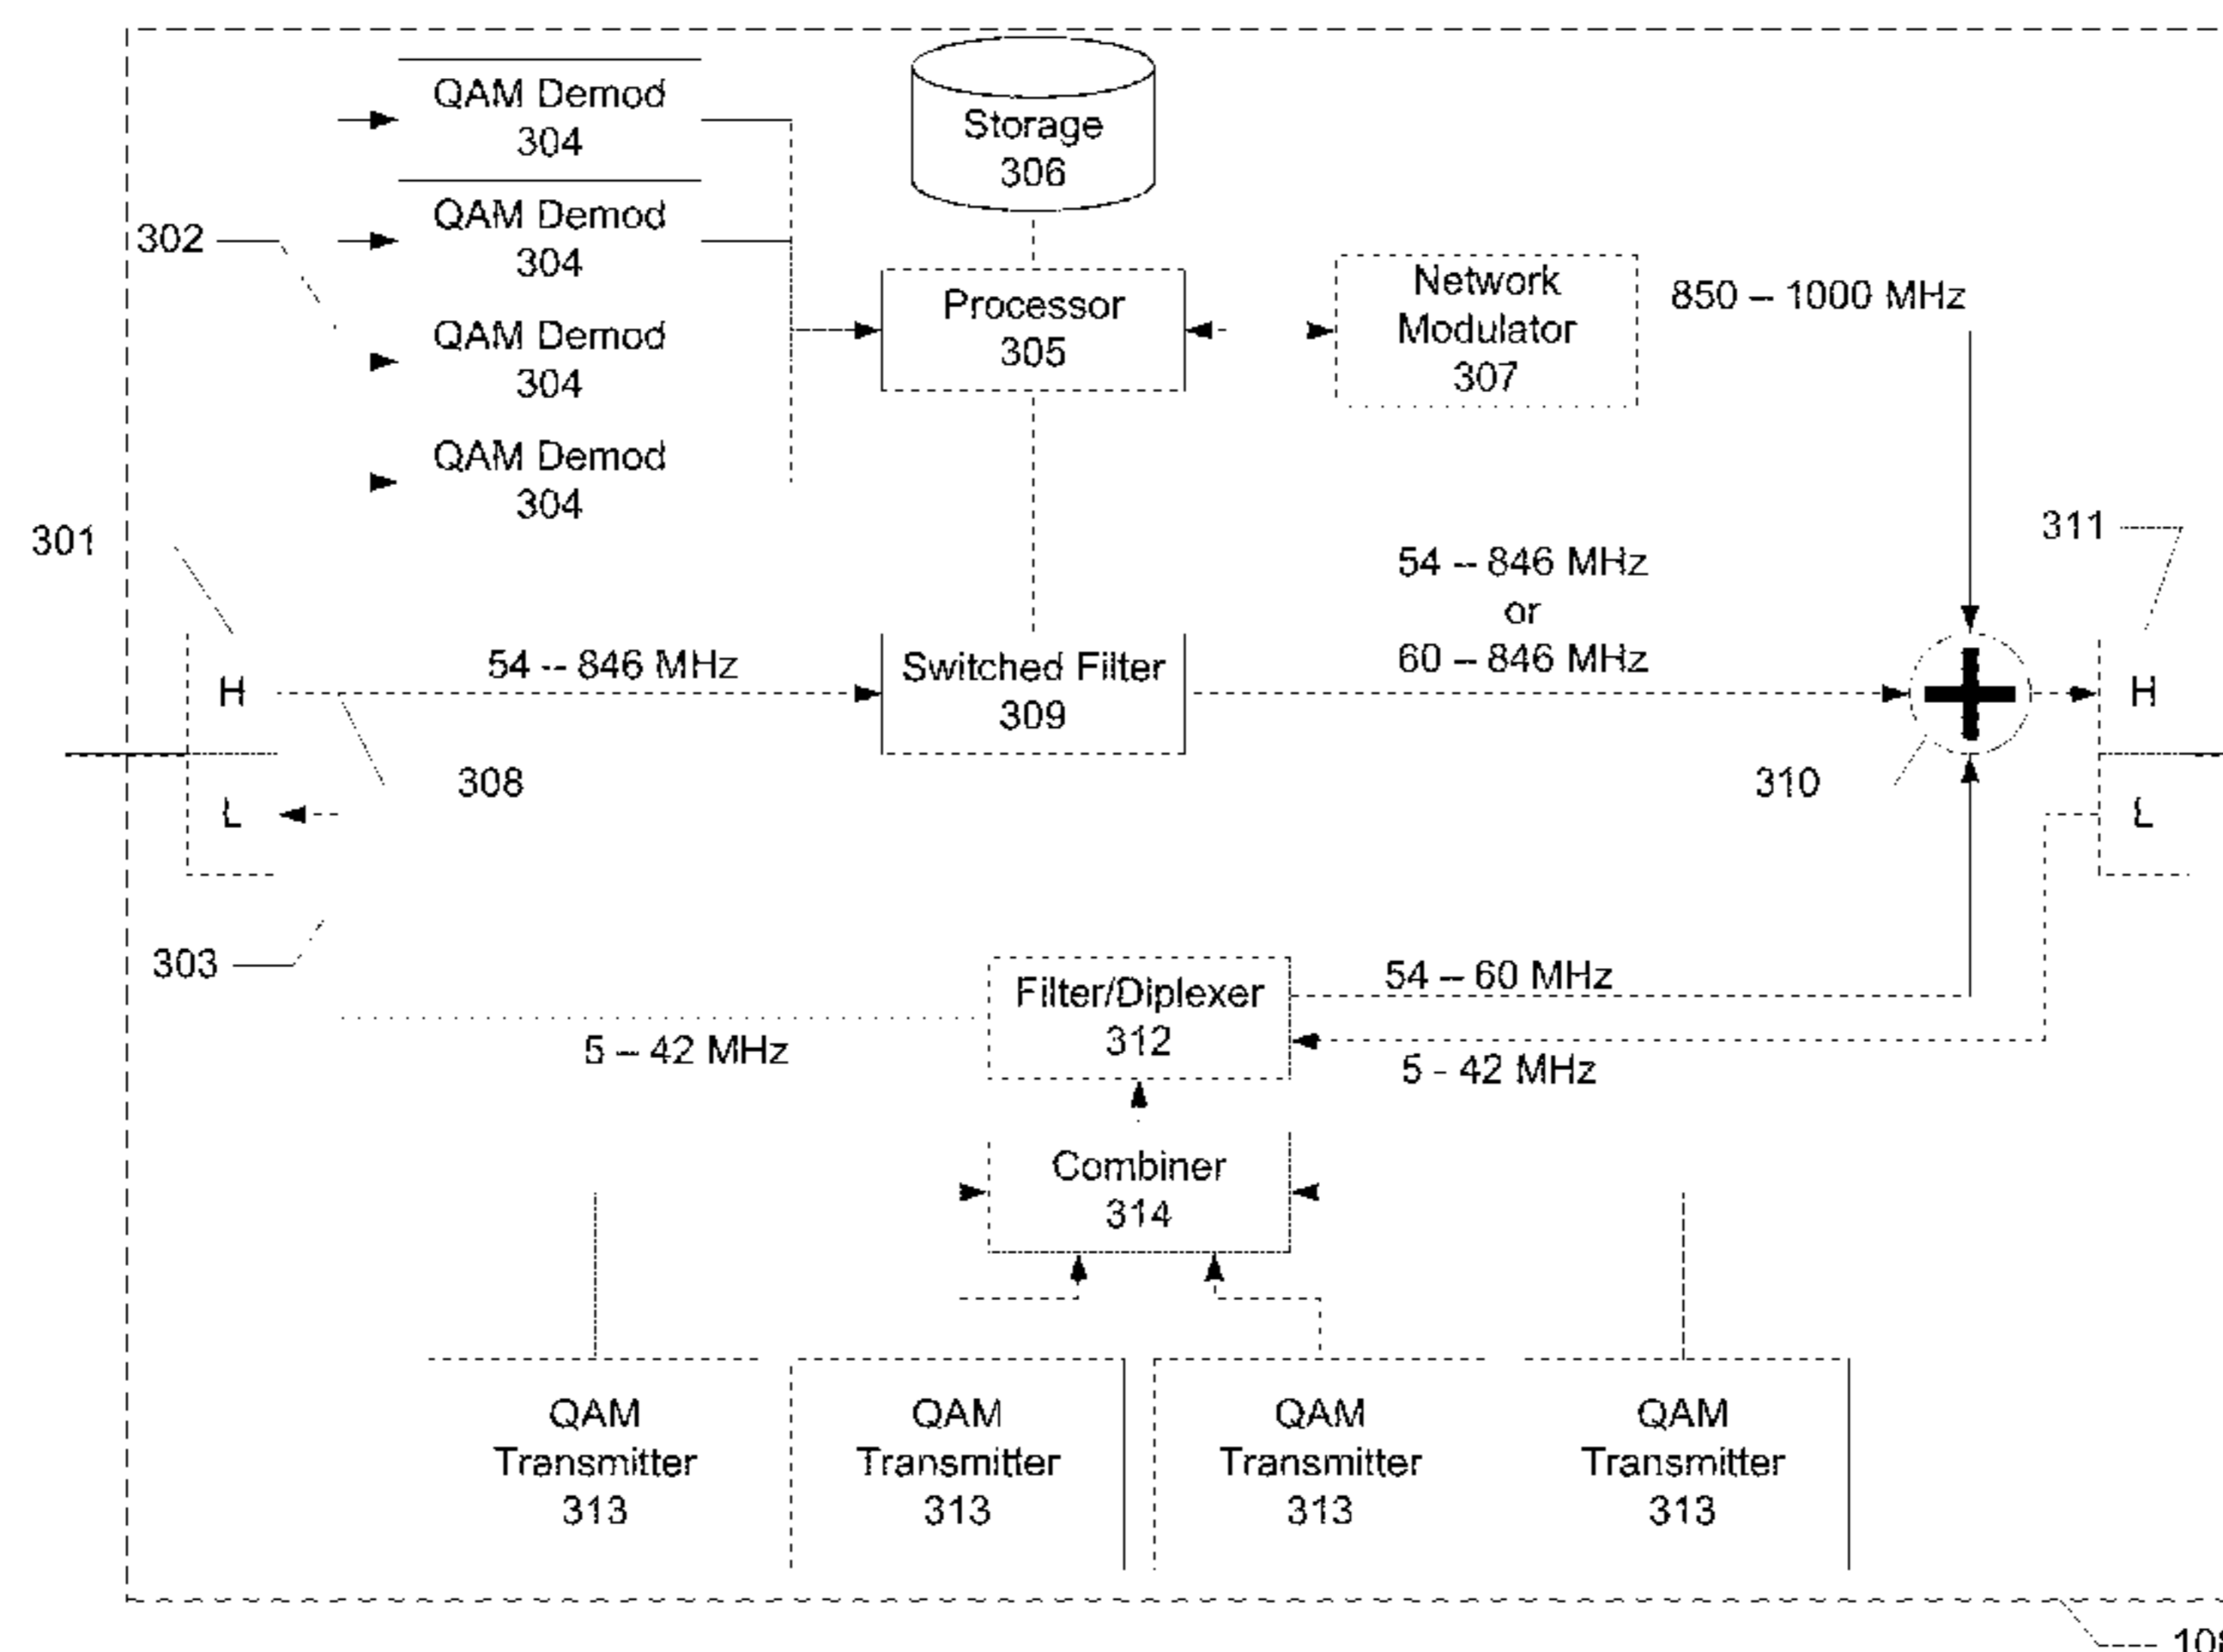 QAM Demod
304
QAM Demod
304
QAM Demod
304
QAM Demod
304
302
Storage
306
Processor
305
Network
Modulator
307
850 – 1000 MHz
301
311
H
L
54 -- 846 MHz
308
Switched Filter
309
54 -- 846 MHz
or
60 – 846 MHz
310
H
L
303
5 – 42 MHz
Filter/Diplexer
312
54 – 60 MHz
5 - 42 MHz
Combiner
314
QAM
Transmitter
313
QAM
Transmitter
313
QAM
Transmitter
313
QAM
Transmitter
313